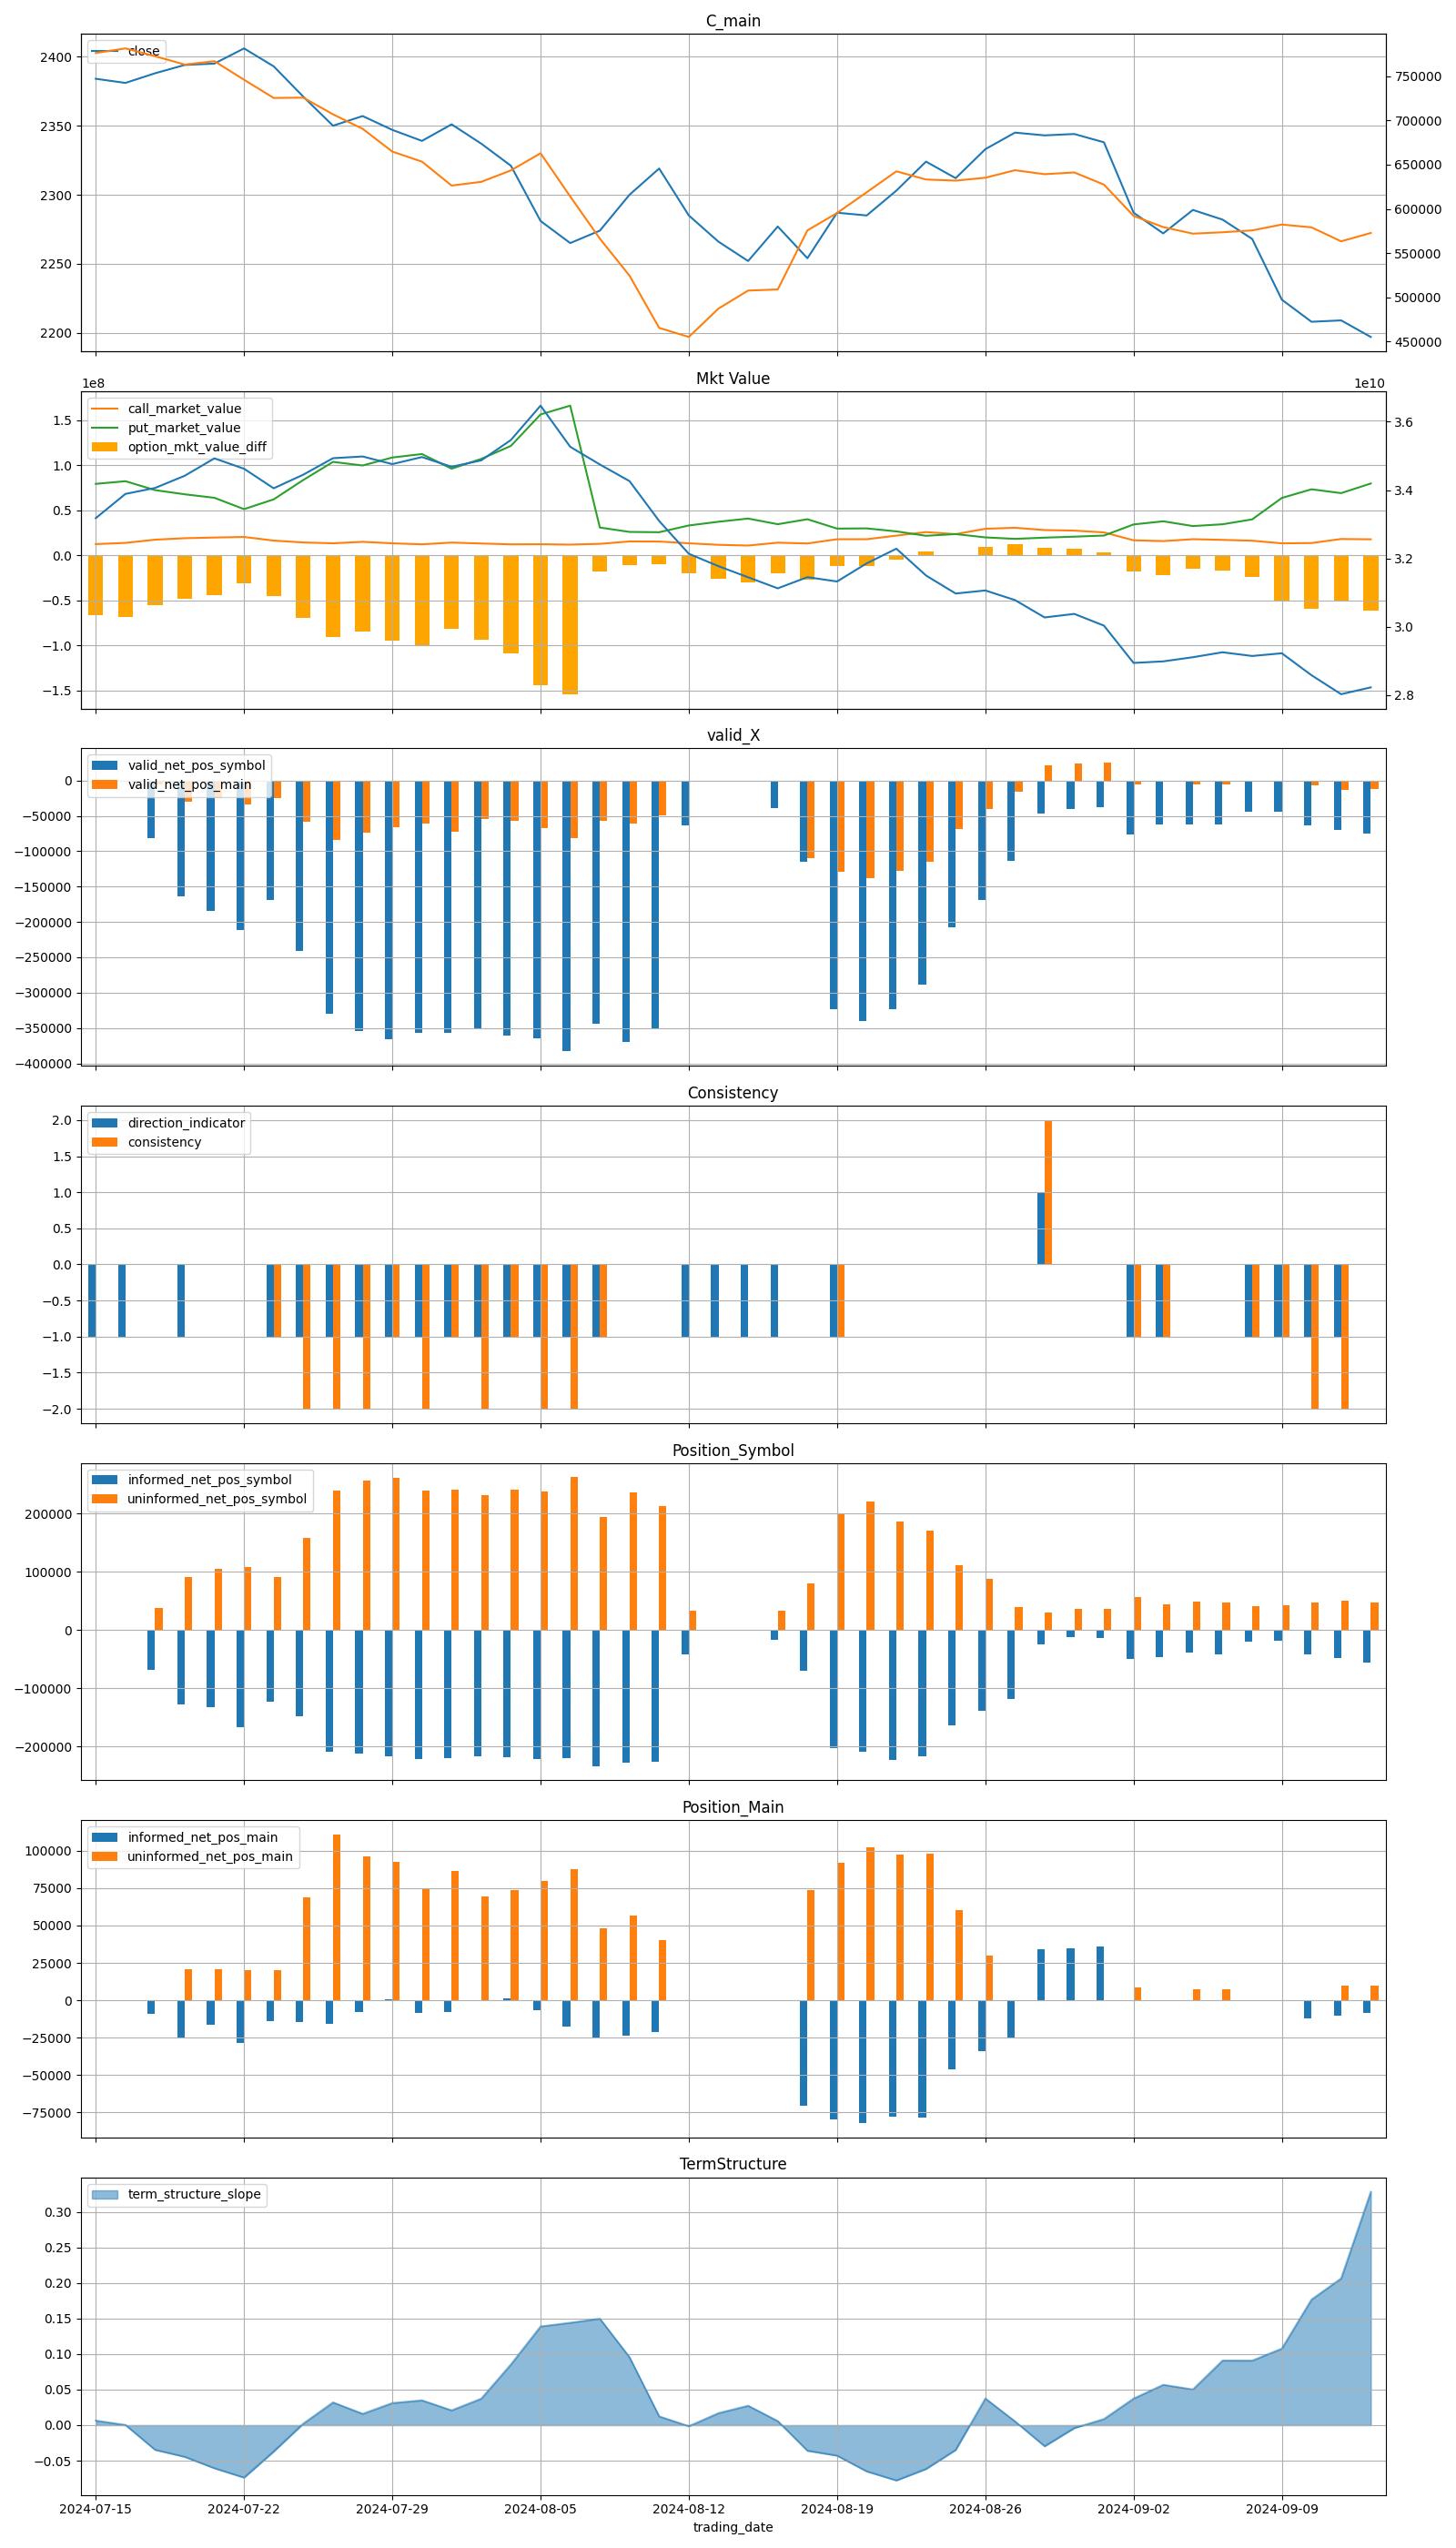 C_main
close
2400
2350
2300
2250
2200
750000
700000
650000
600000
550000
500000
450000
Mkt Value
1e8
1e10
call_market_value
put_market_value
option_mkt_value_diff
1.5
1.0
0.5
0.0
−0.5
−1.0
−1.5
3.6
3.4
3.2
3.0
2.8
valid_X
valid_net_pos_symbol
valid_net_pos_main
0
−50000
−100000
−150000
−200000
−250000
−300000
−350000
−400000
Consistency
direction_indicator
consistency
2.0
1.5
1.0
0.5
0.0
−0.5
−1.0
−1.5
−2.0
Position_Symbol
informed_net_pos_symbol
uninformed_net_pos_symbol
200000
100000
0
−100000
−200000
Position_Main
informed_net_pos_main
uninformed_net_pos_main
100000
75000
50000
25000
0
−25000
−50000
−75000
TermStructure
term_structure_slope
0.30
0.25
0.20
0.15
0.10
0.05
0.00
−0.05
2024-07-15 2024-07-22 2024-07-29 2024-08-05 2024-08-12 2024-08-19 2024-08-26 2024-09-02 2024-09-09
trading_date